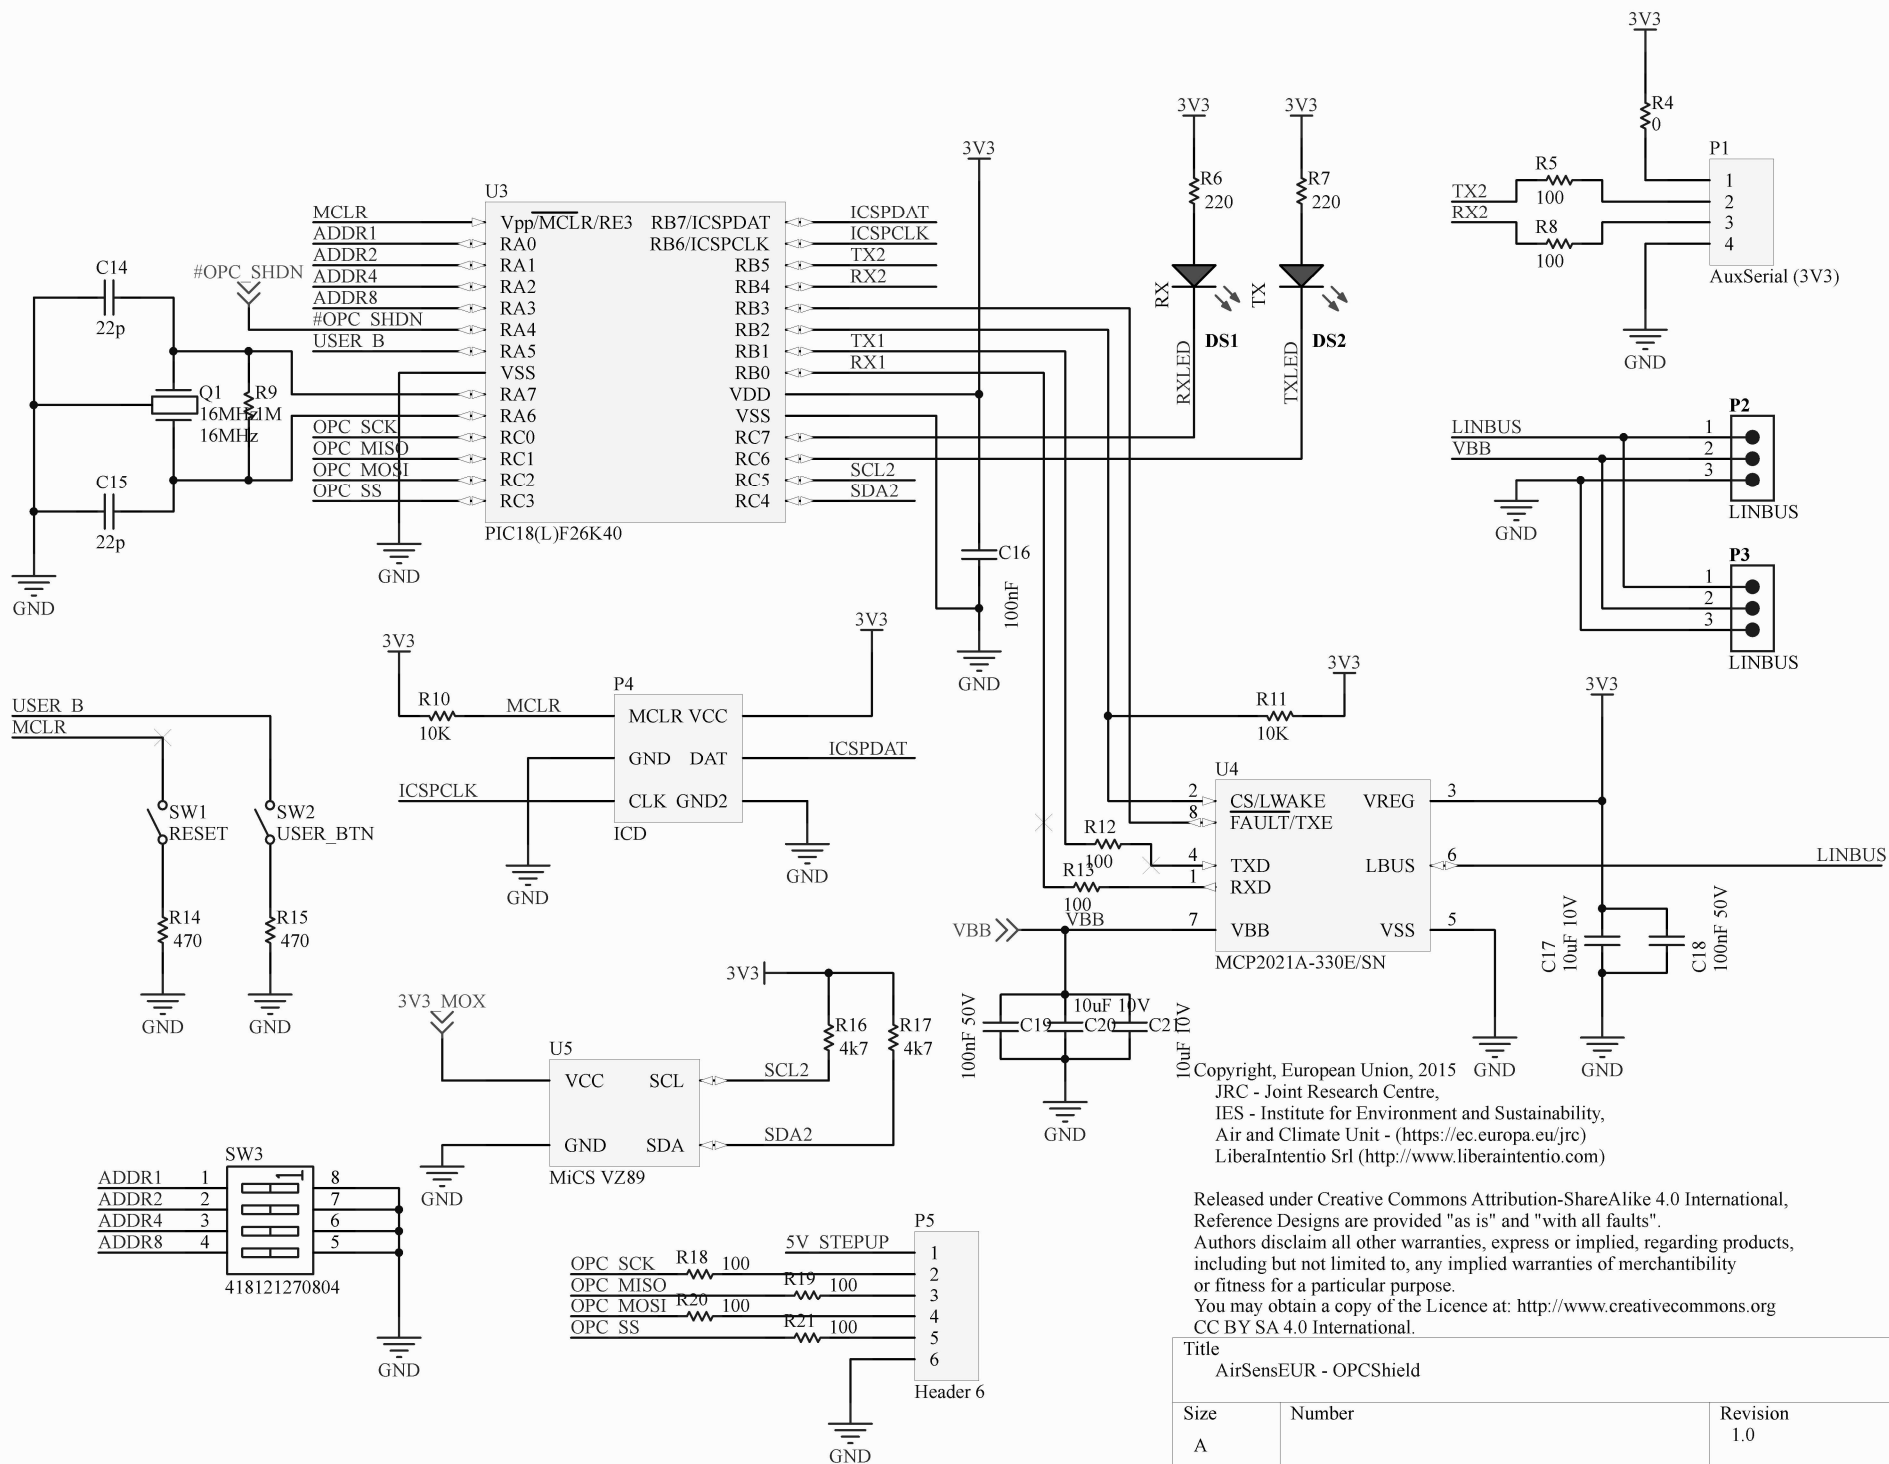 3V3
R4
0
P1
AuxSerial (3V3)
1
2
3
4
R5
100
R8
100
TX2
RX2
GND
3V3
3V3
R6
220
R7
220
RX
TX
DS1
DS2
RXLED
TXLED
3V3
U3
MCLR
ADDR1
ADDR2
ADDR4
ADDR8
#OPC_SHDN
USER_B
OPC_SCK
OPC_MISO
OPC_MOSI
OPC_SS
Vpp/MCLR/RE3
RA0
RA1
RA2
RA3
RA4
RA5
VSS
RA7
RA6
RC0
RC1
RC2
RC3
RB7/ICSPDAT
RB6/ICSPCLK
RB5
RB4
RB3
RB2
RB1
RB0
VDD
VSS
RC7
RC6
RC5
RC4
ICSPDAT
ICSPCLK
TX2
RX2
TX1
RX1
SCL2
SDA2
PIC18(L)F26K40
GND
#OPC_SHDN
C14
22p
Q1
16MHz
16MHz
R9
1M
C15
22p
GND
C16
100nF
GND
LINBUS
VBB
GND
P2
1
2
3
LINBUS
P3
1
2
3
LINBUS
3V3
R10
10K
MCLR
P4
3V3
MCLR VCC
GND DAT
CLK GND2
ICD
ICSPDAT
ICSPCLK
GND
GND
USER_B
MCLR
SW1
RESET
SW2
USER_BTN
R14
470
R15
470
GND
GND
3V3
R11
10K
3V3
U4
2
8
4
1
7
CS/LWAKE
FAULT/TXE
TXD
RXD
VBB
VREG
LBUS
VSS
3
6
5
MCP2021A-330E/SN
R12
100
R13
100
VBB
VBB
LINBUS
C17
10uF 10V
C18
100nF 50V
GND
GND
100nF 50V
C19
10uF 10V
C20
C21
10uF 10V
GND
3V3
3V3_MOX
R16
4k7
R17
4k7
U5
VCC SCL
GND SDA
MiCS VZ89
SCL2
SDA2
GND
SW3
ADDR1 1
ADDR2 2
ADDR4 3
ADDR8 4
1
8
7
6
5
418121270804
GND
P5
5V_STEPUP 1
OPC_SCK R18 100 2
OPC_MISO R19 100 3
OPC_MOSI R20 100 4
OPC_SS R21 100 5
6
Header 6
GND
Copyright, European Union, 2015
JRC - Joint Research Centre,
IES - Institute for Environment and Sustainability,
Air and Climate Unit - (https://ec.europa.eu/jrc)
LiberaIntentio Srl (http://www.liberaintentio.com)
Released under Creative Commons Attribution-ShareAlike 4.0 International,
Reference Designs are provided "as is" and "with all faults".
Authors disclaim all other warranties, express or implied, regarding products,
including but not limited to, any implied warranties of merchantibility
or fitness for a particular purpose.
You may obtain a copy of the Licence at: http://www.creativecommons.org
CC BY SA 4.0 International.
Title
AirSensEUR - OPCShield
Size
A
Number
Revision
1.0